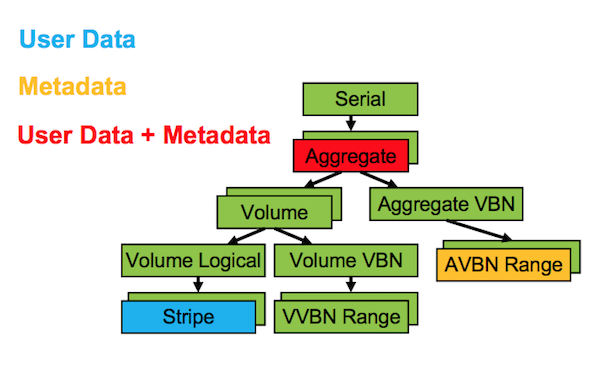 User Data
Metadata
User Data + Metadata
Serial
Aggregate
Volume
Aggregate VBN
Volume Logical
Volume VBN
AVBN Range
Stripe
VVBN Range